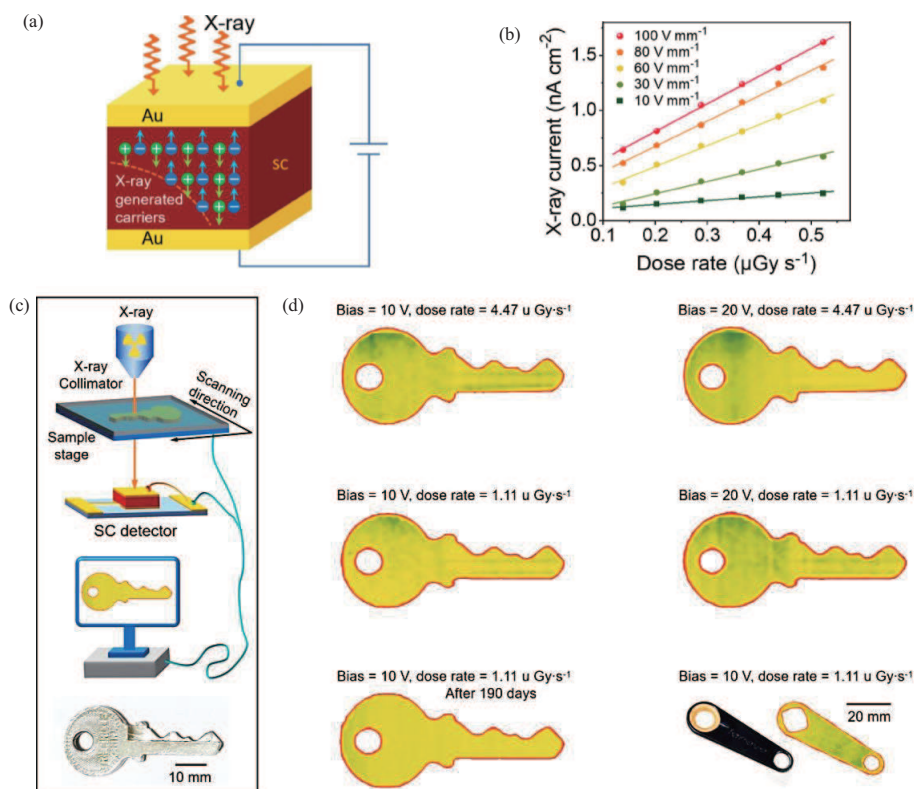 (a)
X-ray
Au
SC
X-ray
generated
carriers
Au
(b)
X-ray current (nA cm⁻²)
1.5
1.0
0.5
0.0
100 V mm⁻¹
80 V mm⁻¹
60 V mm⁻¹
30 V mm⁻¹
10 V mm⁻¹
0.1 0.2 0.3 0.4 0.5
Dose rate (µGy s⁻¹)
(c)
X-ray
X-ray
Collimator
Scanning
direction
Sample
stage
SC detector
10 mm
(d)
Bias = 10 V, dose rate = 4.47 u Gy·s⁻¹
Bias = 20 V, dose rate = 4.47 u Gy·s⁻¹
Bias = 10 V, dose rate = 1.11 u Gy·s⁻¹
Bias = 20 V, dose rate = 1.11 u Gy·s⁻¹
Bias = 10 V, dose rate = 1.11 u Gy·s⁻¹
After 190 days
Bias = 10 V, dose rate = 1.11 u Gy·s⁻¹
20 mm